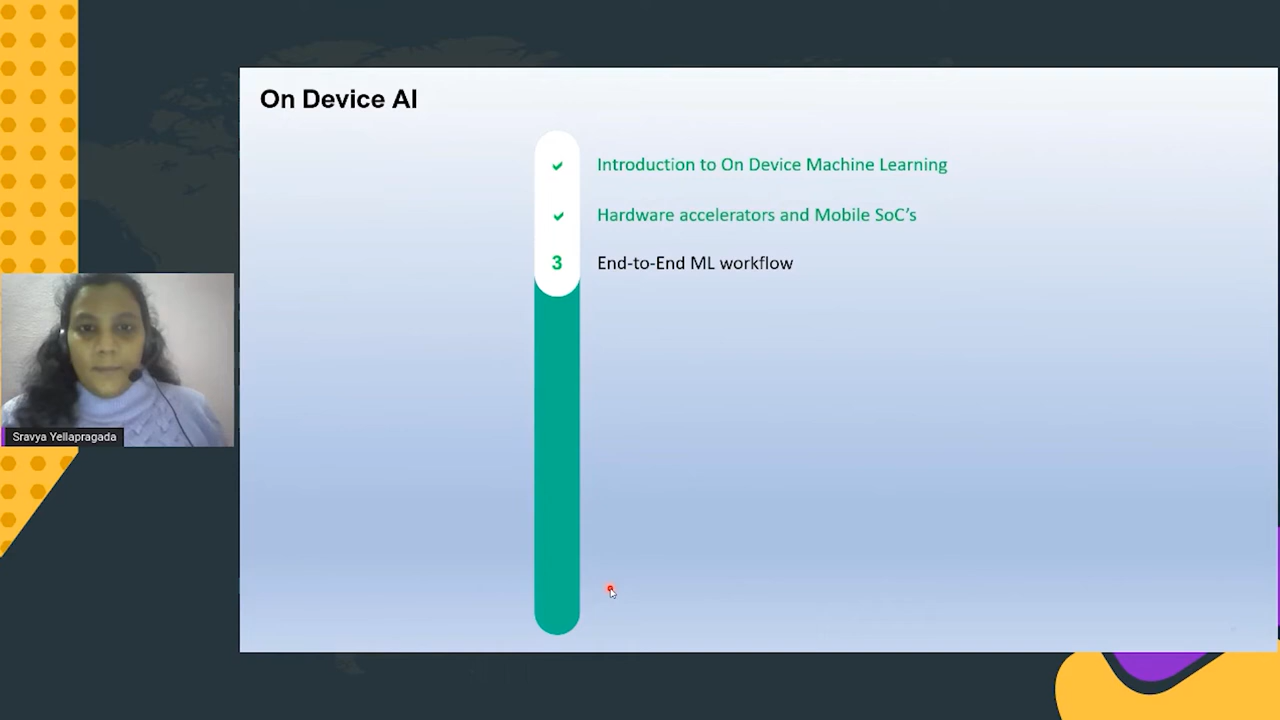 On Device AI
Introduction to On Device Machine Learning
Hardware accelerators and Mobile SoC's
3
End-to-End ML workflow
Sravya Yellapragada